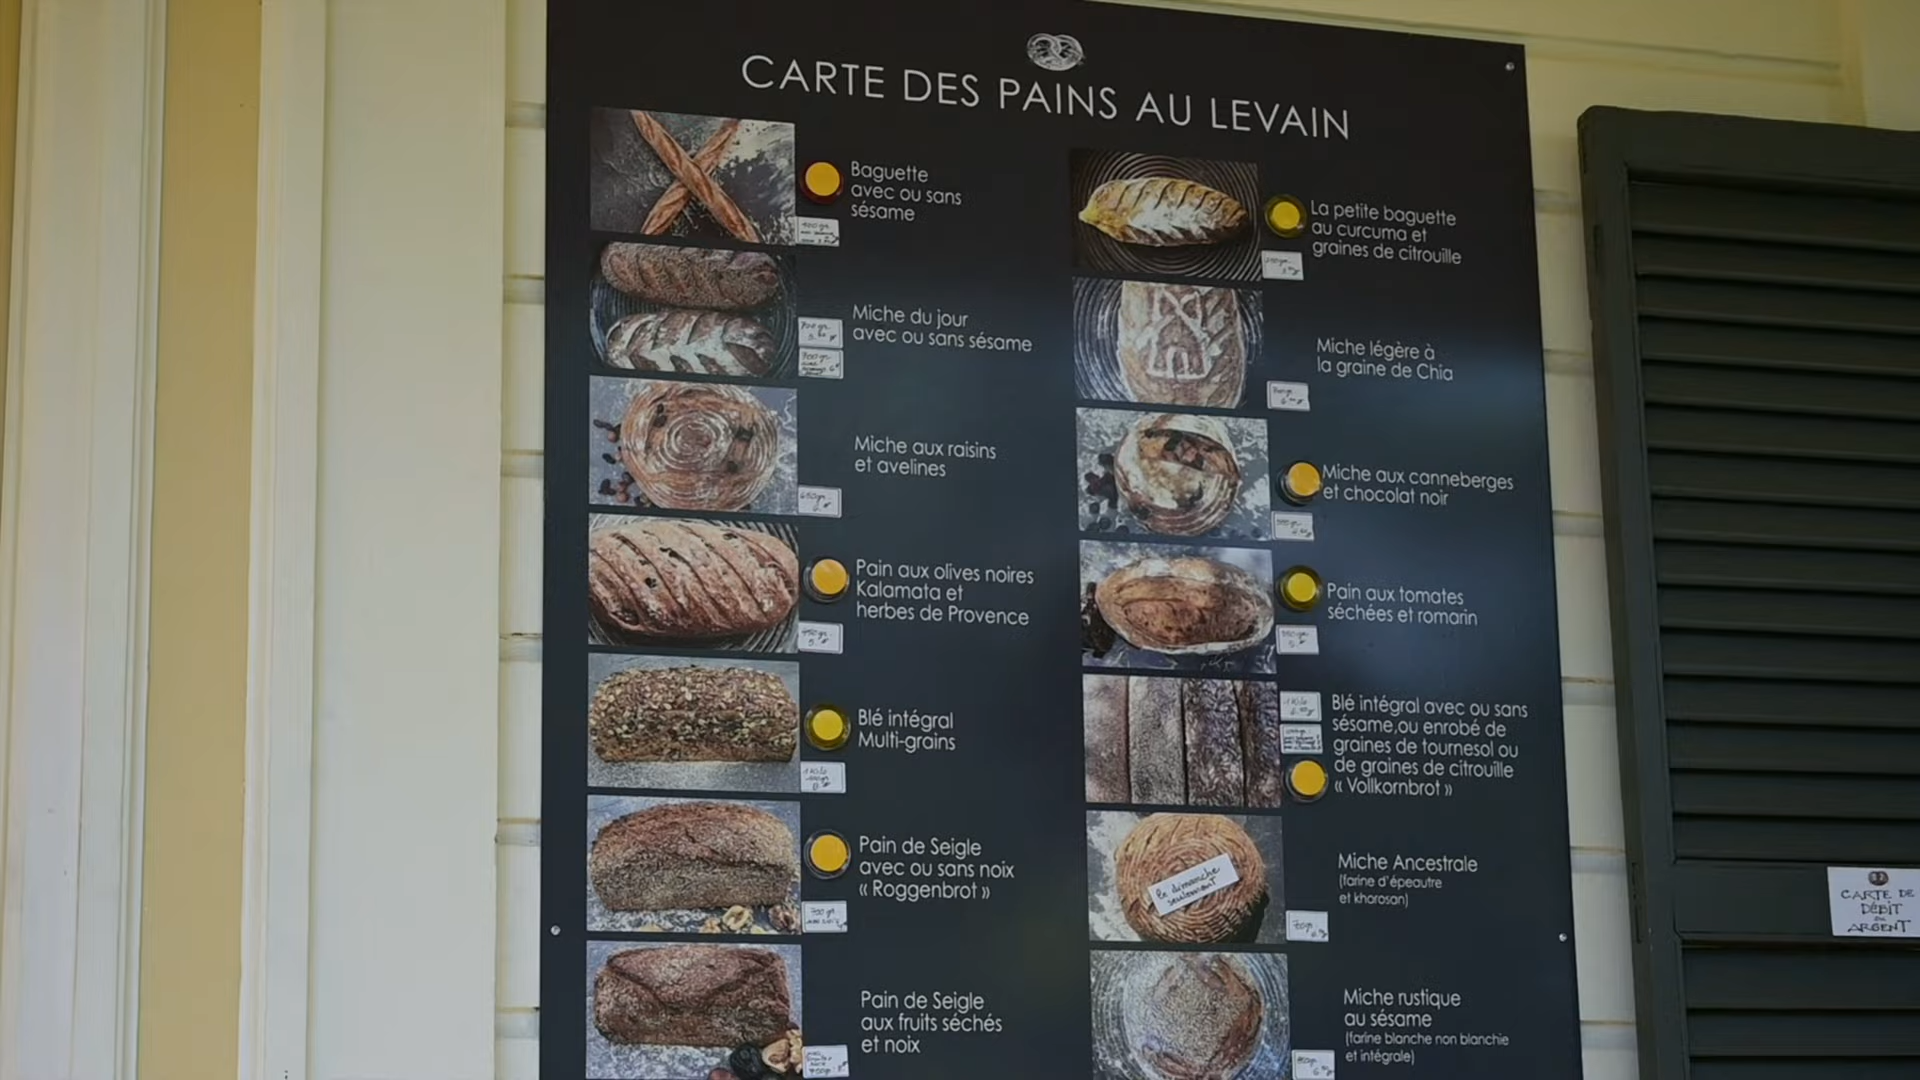 CARTE DES PAINS AU LEVAIN
Baguette
avec ou sans
sésame
Miche du jour
avec ou sans sésame
Miche aux raisins
et avelines
Pain aux olives noires
Kalamata et
herbes de Provence
Blé intégral
Multi-grains
Pain de Seigle
avec ou sans noix
« Roggenbrot »
Pain de Seigle
aux fruits séchés
et noix
La petite baguette
au curcuma et
graines de citrouille
Miche légère à
la graine de Chia
Miche aux canneberges
et chocolat noir
Pain aux tomates
séchées et romarin
Blé intégral avec ou sans
sésame,ou enrobé de
graines de tournesol ou
de graines de citrouille
« Vollkornbrot »
Miche Ancestrale
(farine d'épeautre
et khorosan)
le dimanche
seulement
Miche rustique
au sésame
(farine blanche non blanchie
et intégrale)
CARTE DE
DÉBIT
ou
ARGENT